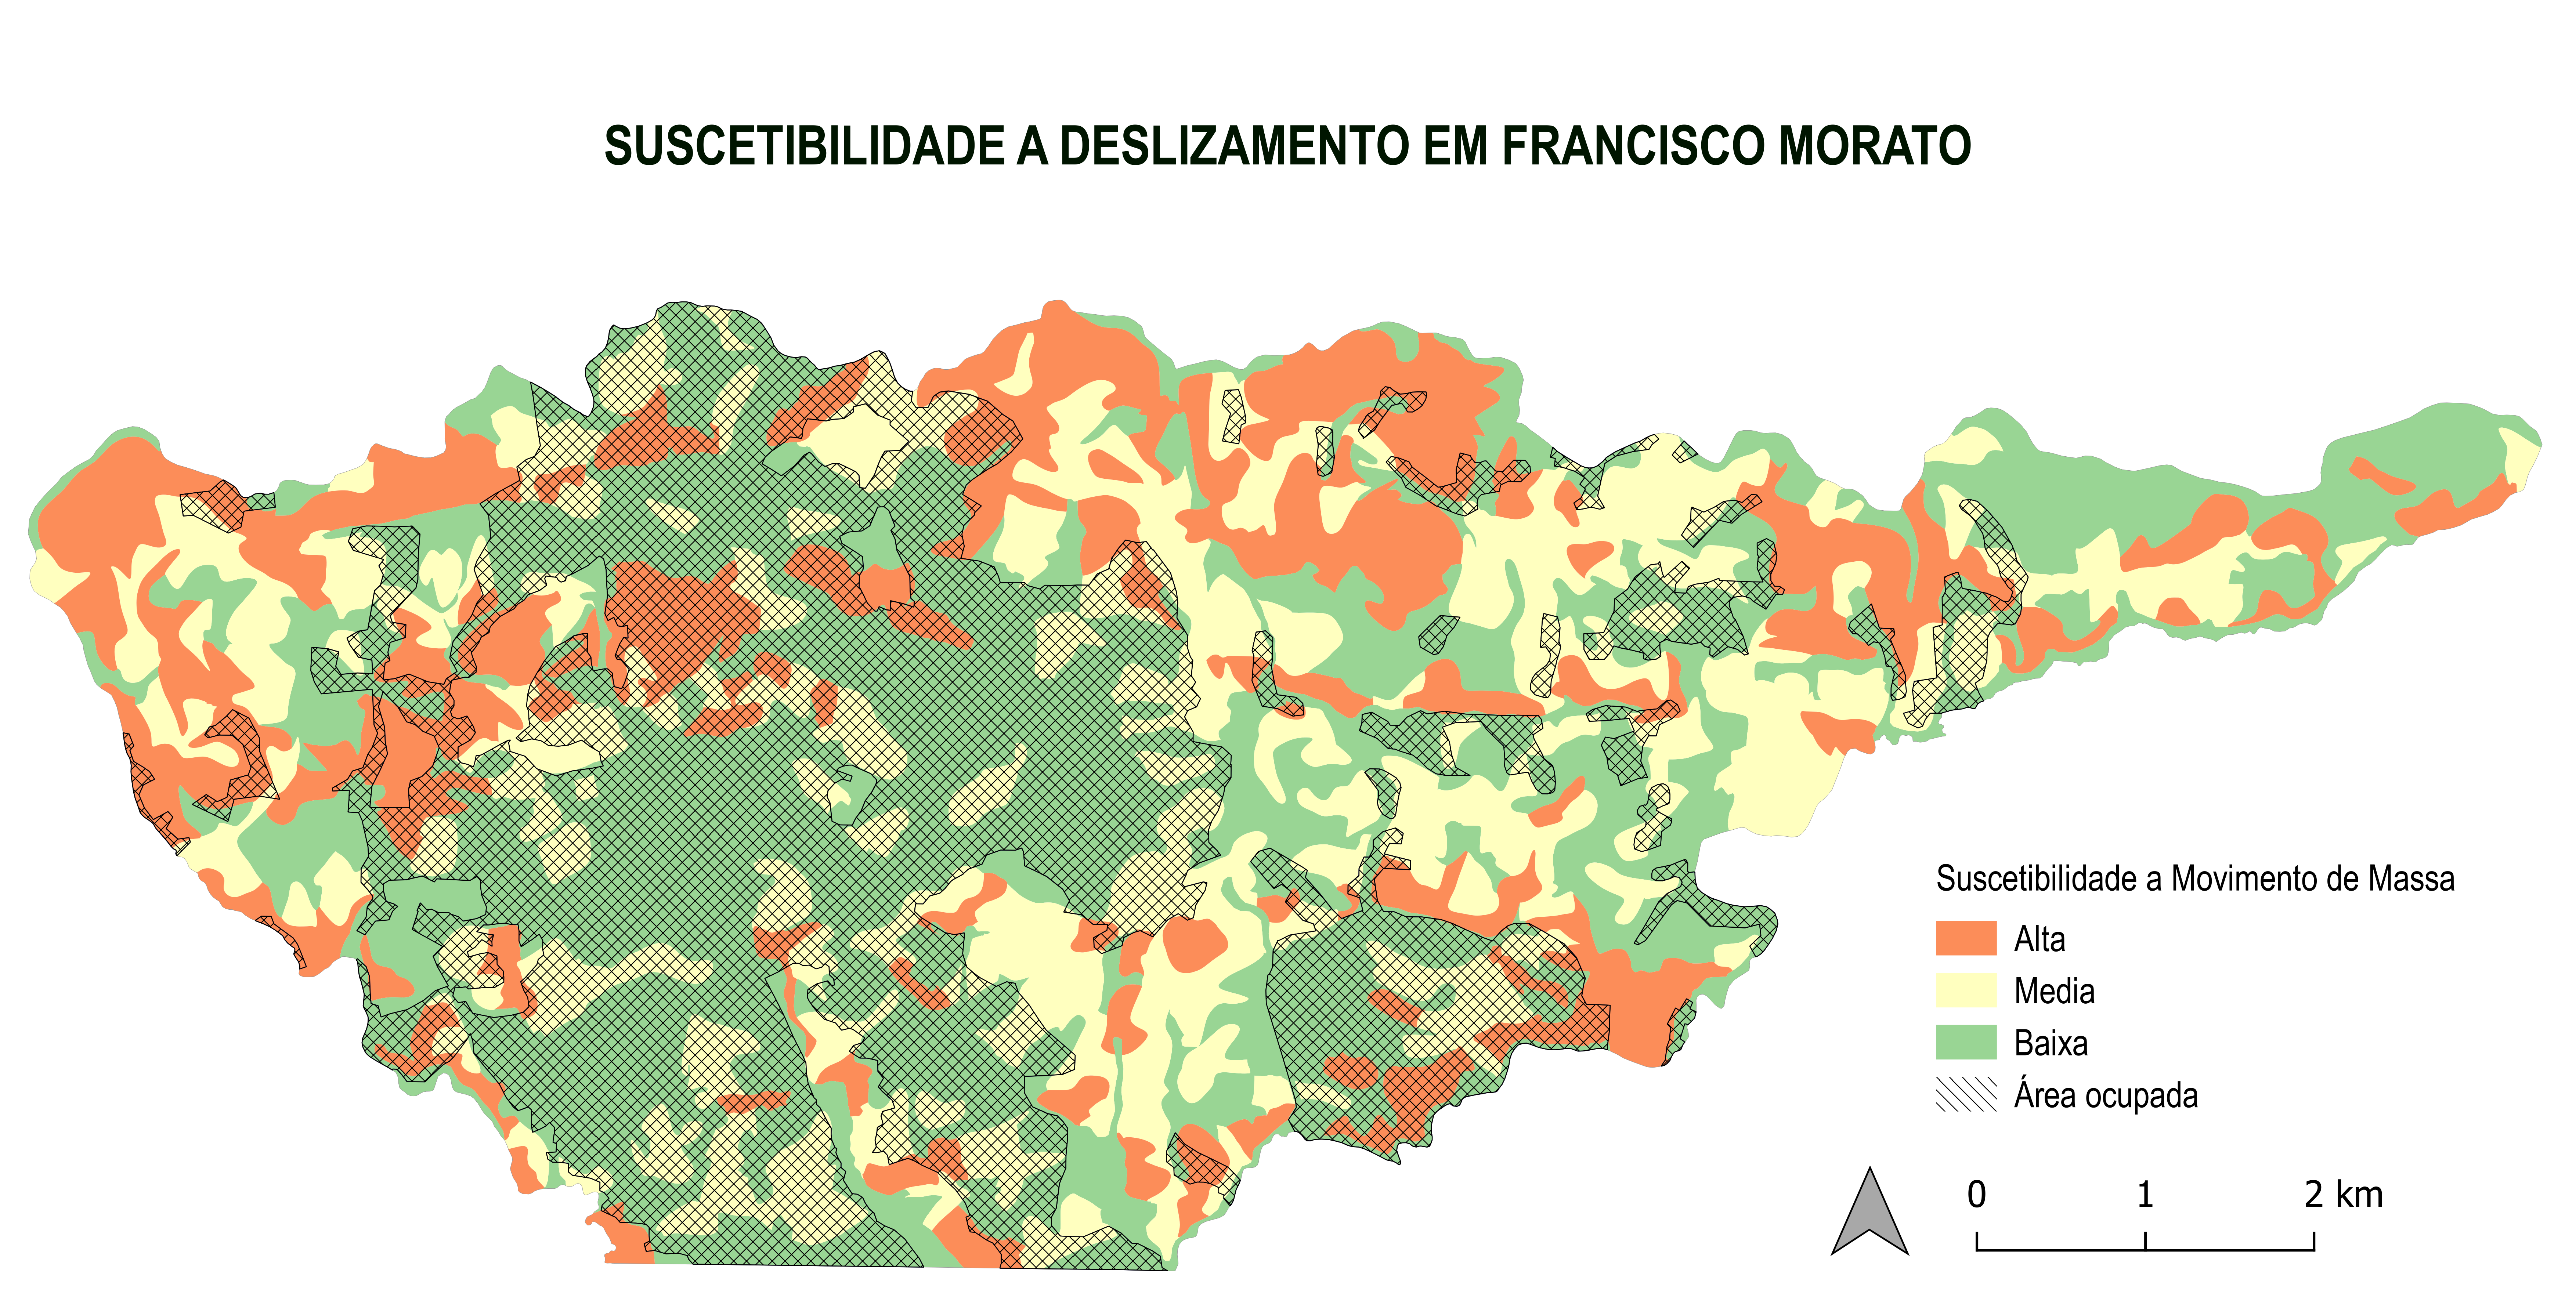 SUSCETIBILIDADE A DESLIZAMENTO EM FRANCISCO MORATO
Suscetibilidade a Movimento de Massa
Alta
Media
Baixa
Área ocupada
0 1 2 km